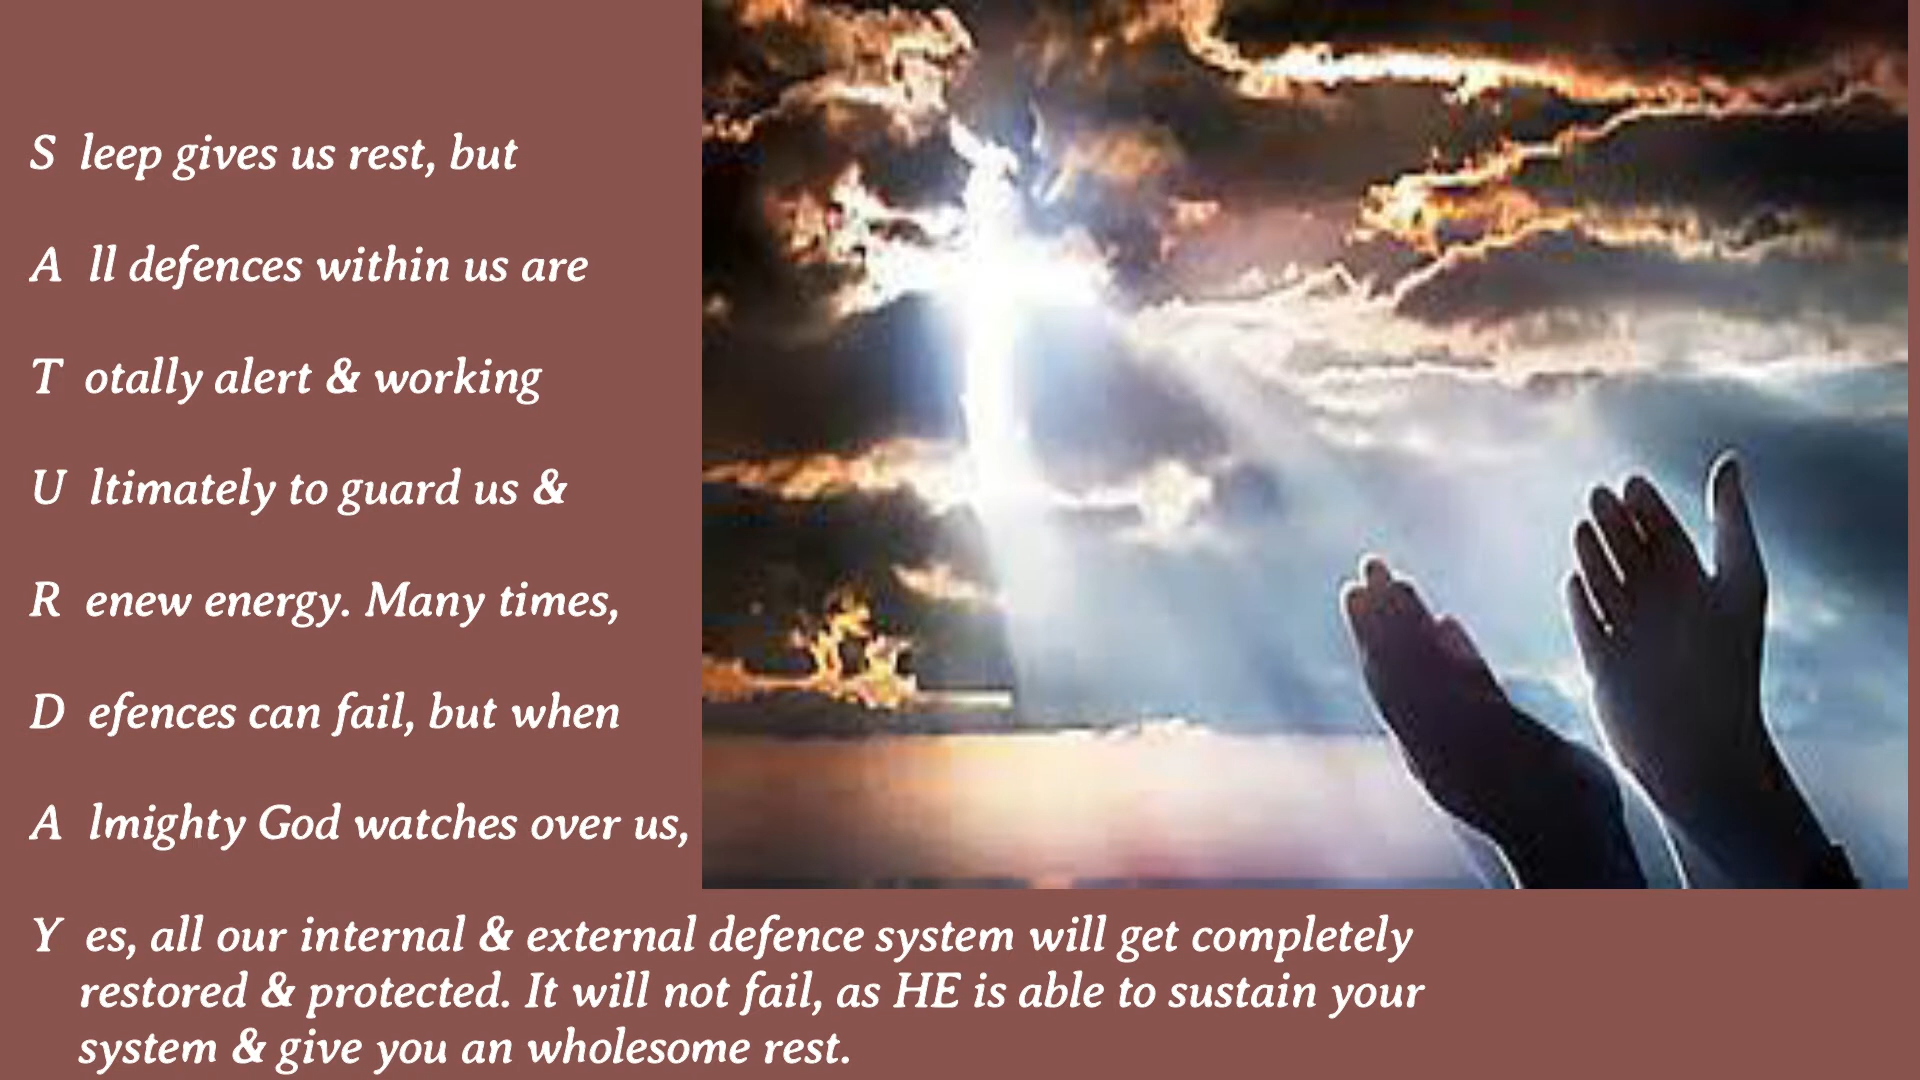 S leep gives us rest, but
A ll defences within us are
T otally alert & working
U ltimately to guard us &
R enew energy. Many times,
D efences can fail, but when
A lmighty God watches over us,
Y es, all our internal & external defence system will get completely
restored & protected. It will not fail, as HE is able to sustain your
system & give you an wholesome rest.